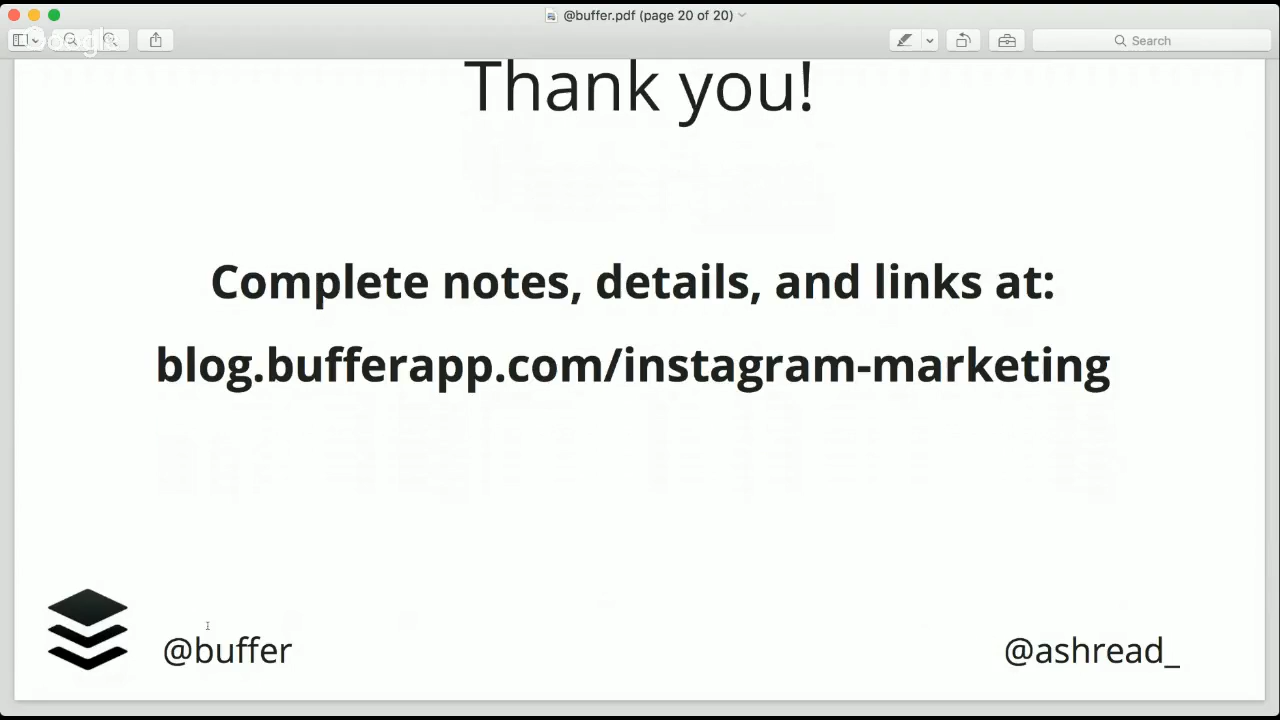 @buffer.pdf (page 20 of 20)
Google
Search
Thank you!
Complete notes, details, and links at:
blog.bufferapp.com/instagram-marketing
@buffer
@ashread_